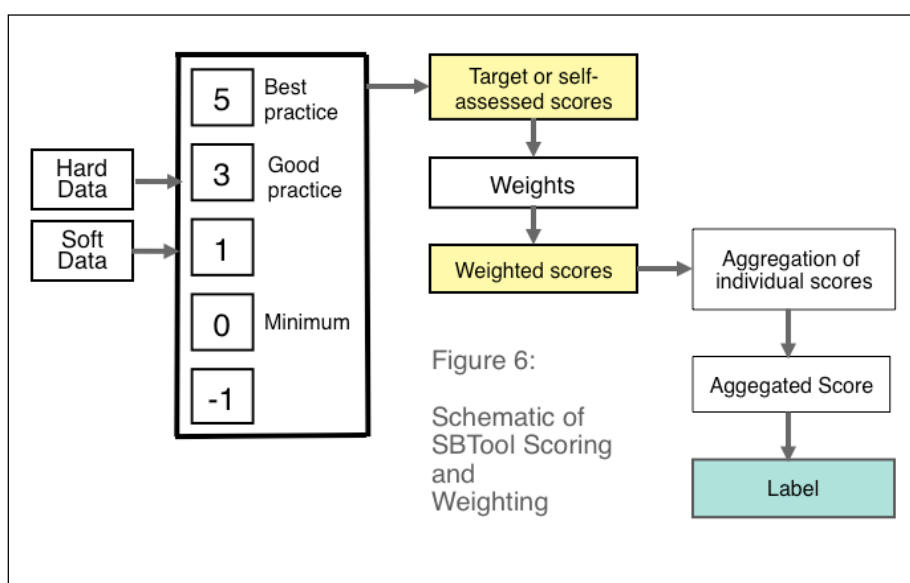 5
Best
practice
Target or self-
assessed scores
Hard
Data
3
Good
practice
Weights
Soft
Data
1
Weighted scores
Aggregation of
individual scores
0
Minimum
-1
Figure 6:
Schematic of
SBTool Scoring
and
Weighting
Aggegated Score
Label